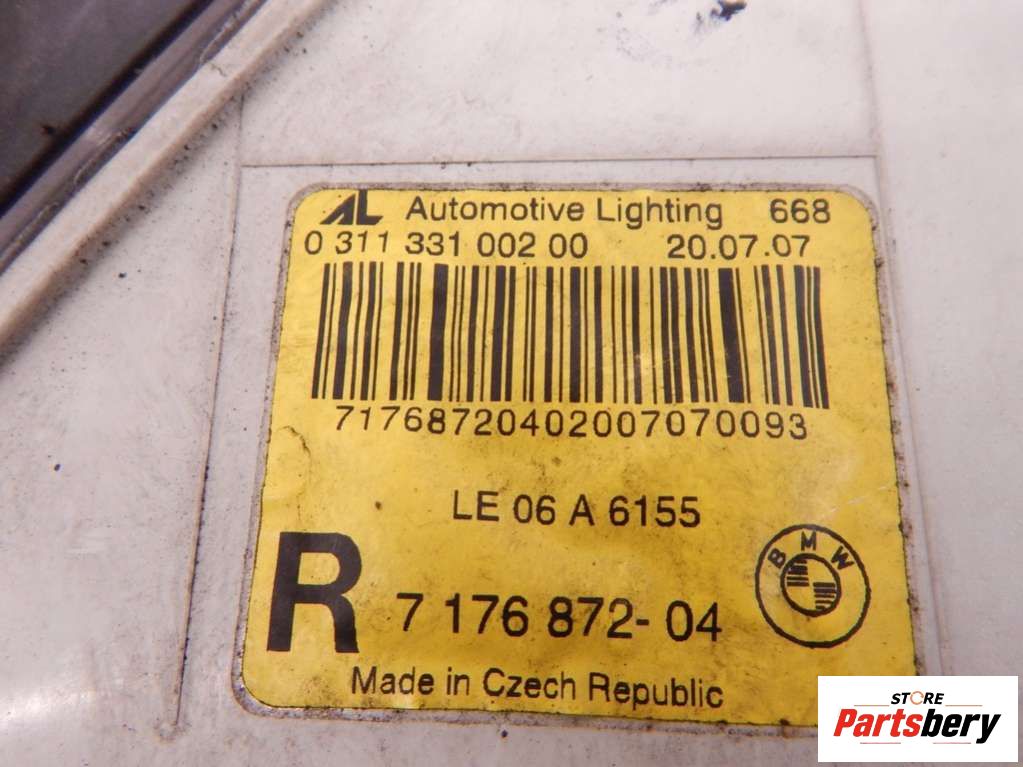 AL Automotive Lighting 668
0 311 331 002 00 20.07.07
71768720402007070093
LE 06 A 6155
BMW
R 7 176 872- 04
Made in Czech Republic
STORE
Partsbery